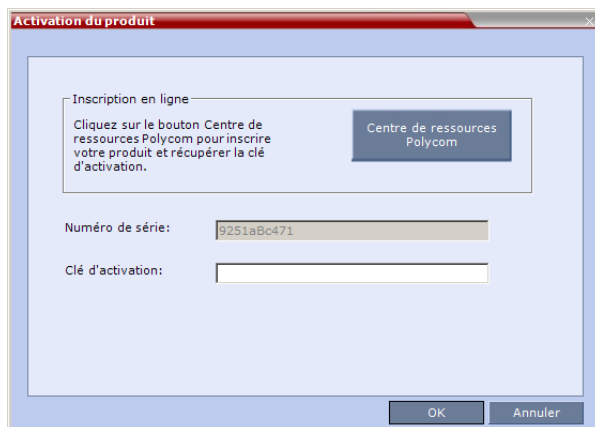 Activation du produit
Inscription en ligne
Cliquez sur le bouton Centre de
ressources Polycom pour inscrire
votre produit et récupérer la clé
d'activation.
Centre de ressources
Polycom
Numéro de série:
9251aBc471
Clé d'activation:
OK
Annuler